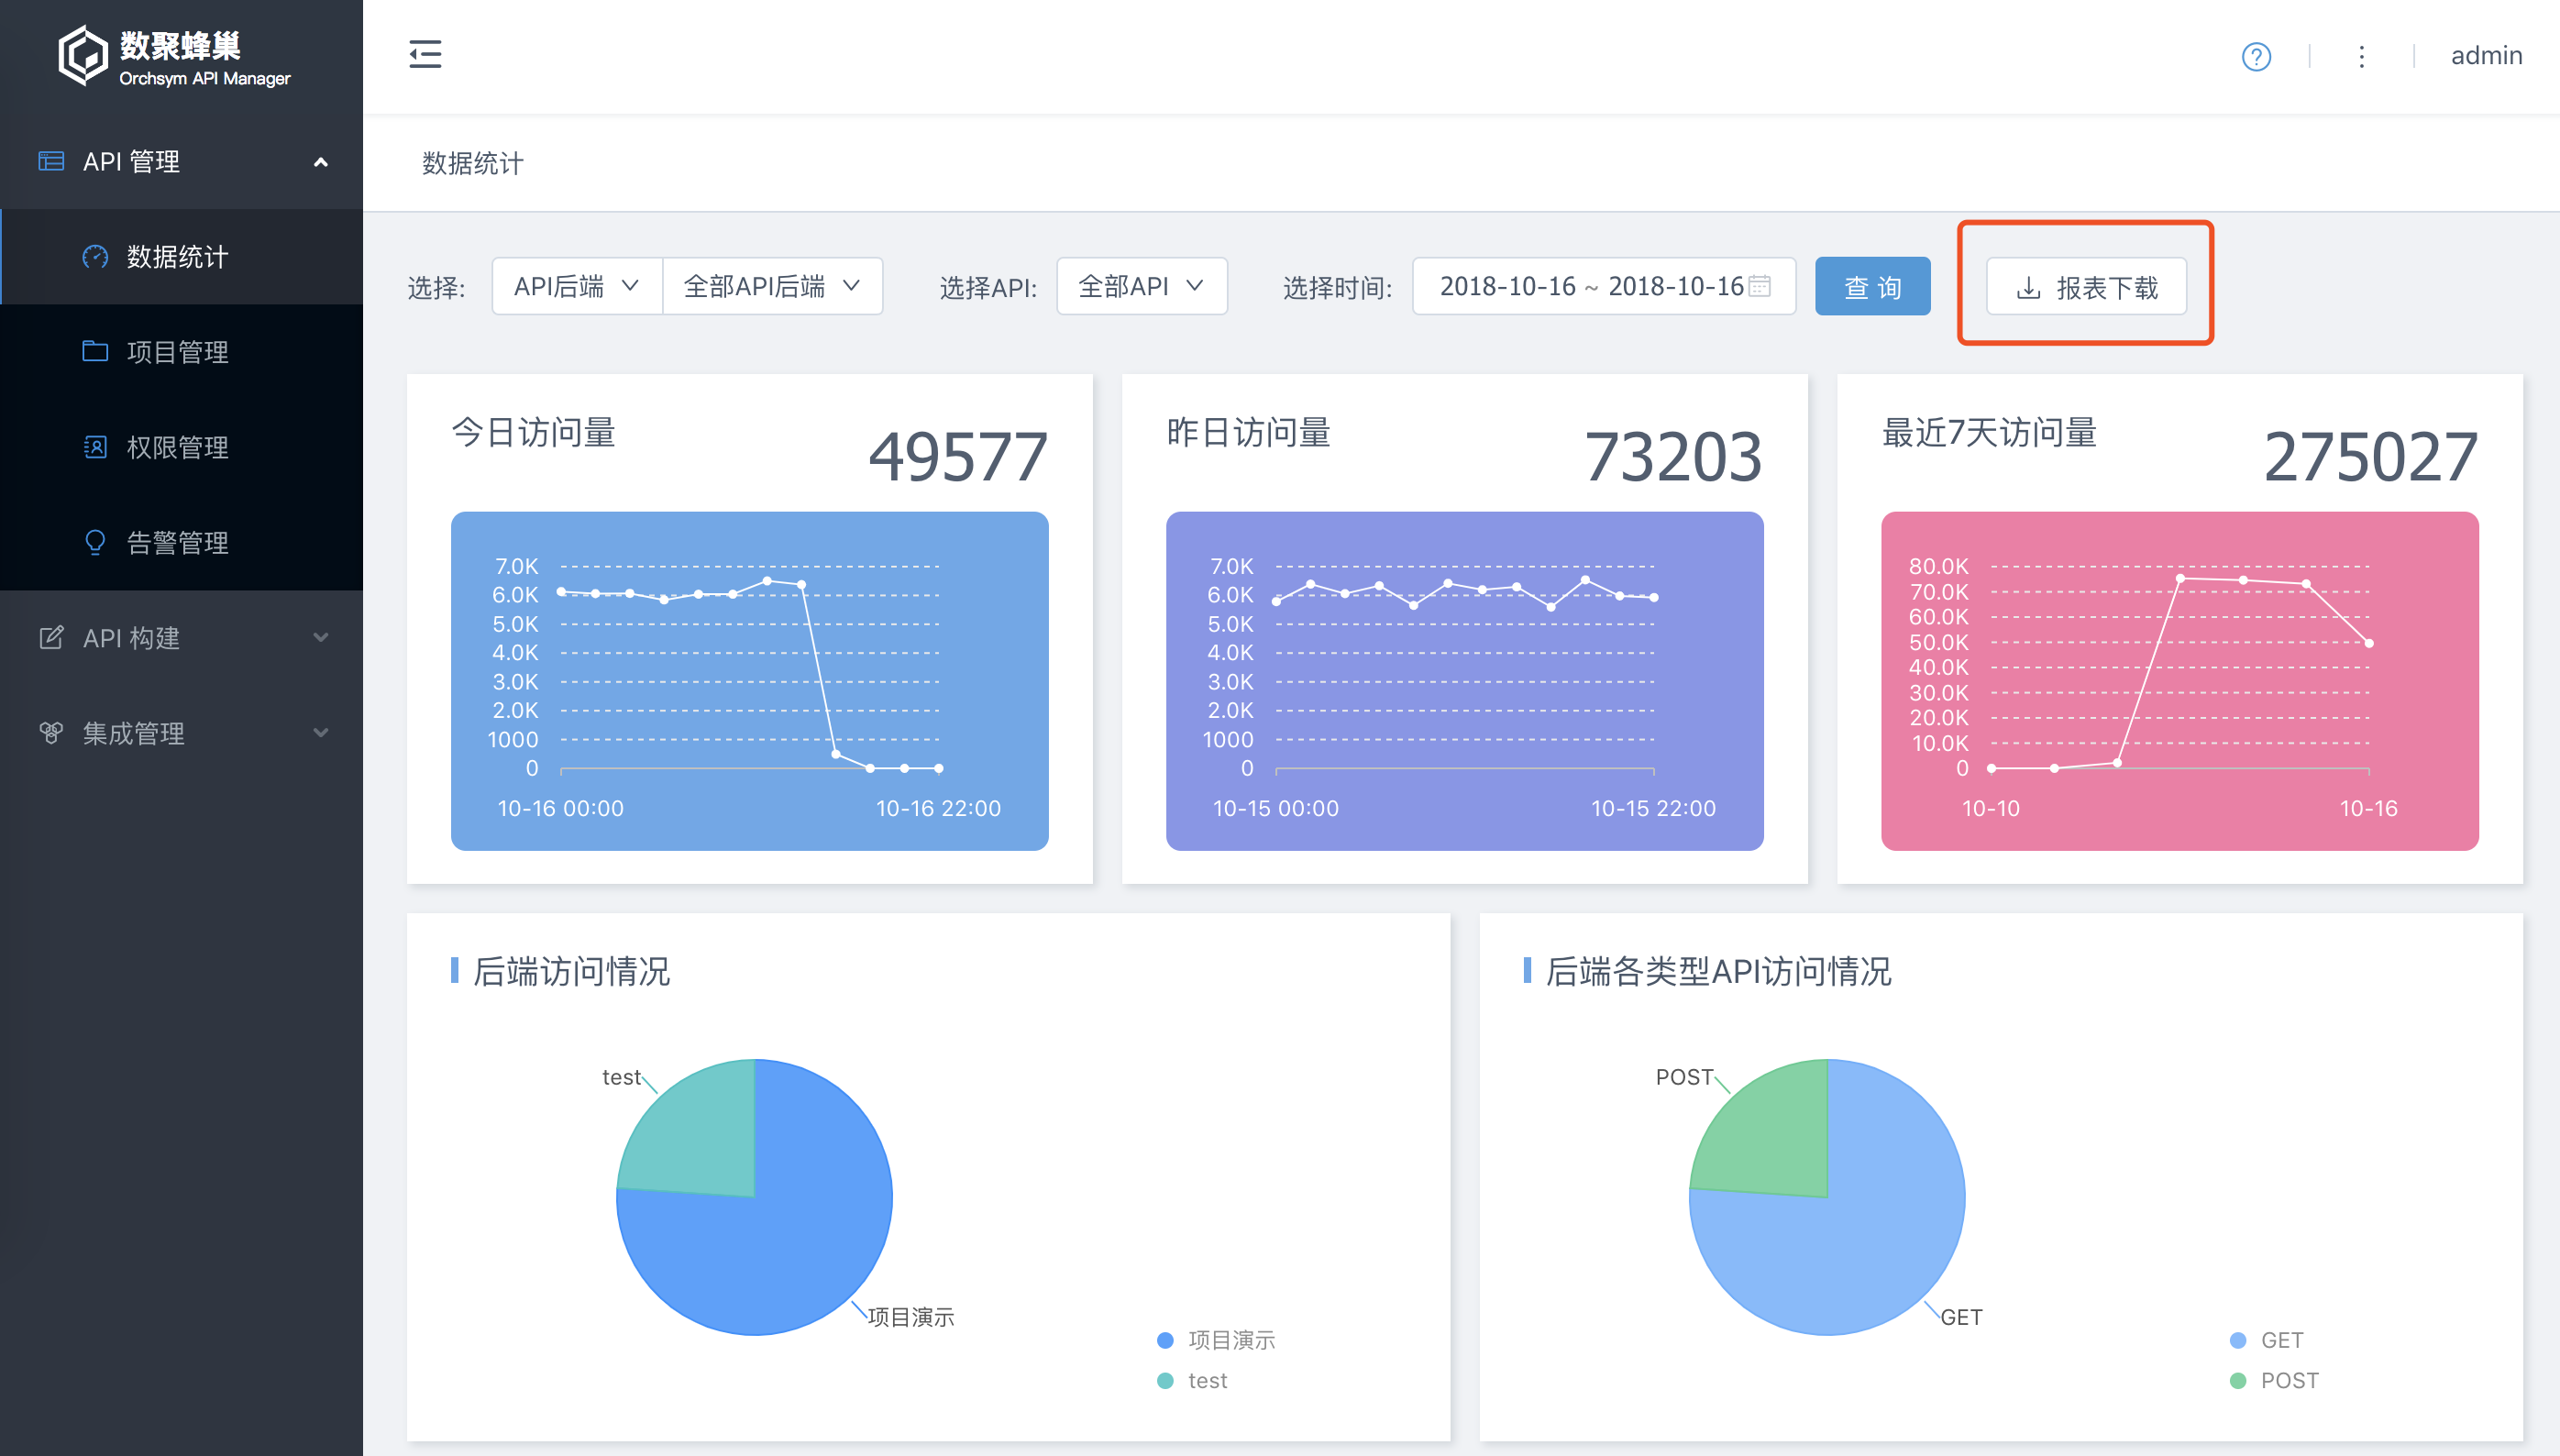 数聚蜂巢
Orchsym API Manager
API 管理
数据统计
项目管理
权限管理
告警管理
API 构建
集成管理
admin
数据统计
选择: API后端 全部API后端 选择API: 全部API 选择时间: 2018-10-16 ~ 2018-10-16 查 询 报表下载
今日访问量
49577
7.0K
6.0K
5.0K
4.0K
3.0K
2.0K
1000
0
10-16 00:00 10-16 22:00
昨日访问量
73203
7.0K
6.0K
5.0K
4.0K
3.0K
2.0K
1000
0
10-15 00:00 10-15 22:00
最近7天访问量
275027
80.0K
70.0K
60.0K
50.0K
40.0K
30.0K
20.0K
10.0K
0
10-10 10-16
后端访问情况
test
项目演示
项目演示
test
后端各类型API访问情况
POST
GET
GET
POST